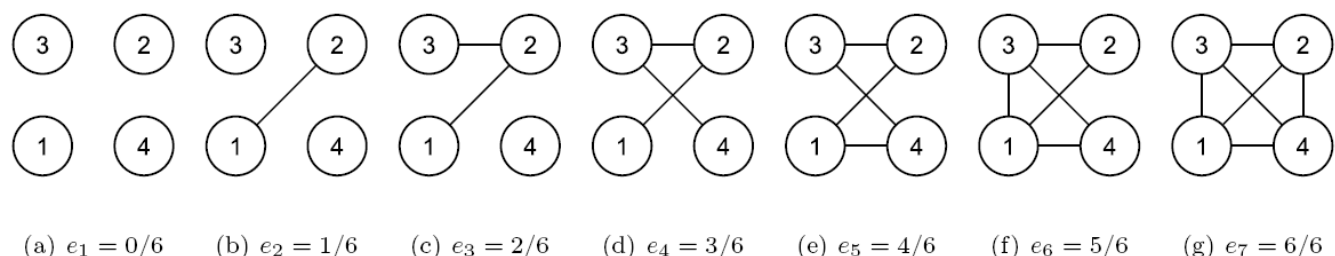 3 2 3 2 3 2 3 2 3 2 3 2 3 2
1 4 1 4 1 4 1 4 1 4 1 4 1 4
(a) e₁ = 0/6 (b) e₂ = 1/6 (c) e₃ = 2/6 (d) e₄ = 3/6 (e) e₅ = 4/6 (f) e₆ = 5/6 (g) e₇ = 6/6